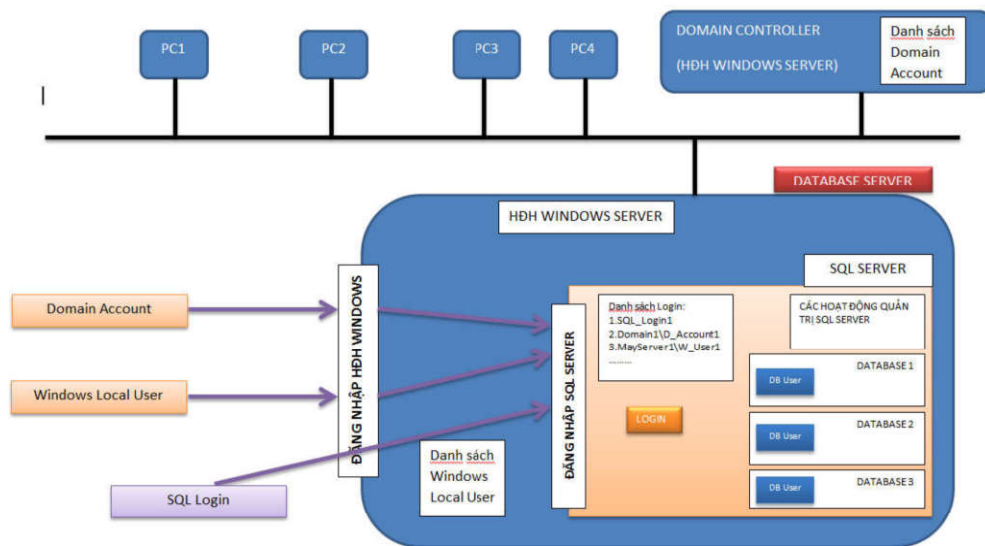 PC1
PC2
PC3
PC4
DOMAIN CONTROLLER
(HĐH WINDOWS SERVER)
Danh sách
Domain
Account
DATABASE SERVER
HĐH WINDOWS SERVER
SQL SERVER
ĐĂNG NHẬP HĐH WINDOWS
ĐĂNG NHẬP SQL SERVER
Domain Account
Windows Local User
SQL Login
Danh sách Login:
1.SQL_Login1
2.Domain1\D_Account1
3.MayServer1\W_User1
.........
CÁC HOẠT ĐỘNG QUẢN
TRỊ SQL SERVER
LOGIN
DATABASE 1
DB User
DATABASE 2
DB User
DATABASE 3
DB User
Danh sách
Windows
Local User